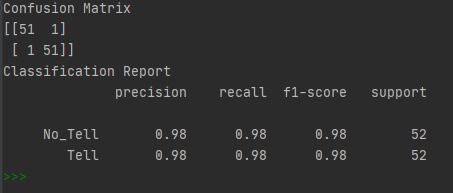 Confusion Matrix
[[51  1]
 [ 1 51]]
Classification Report
              precision    recall  f1-score   support

     No_Tell       0.98      0.98      0.98        52
        Tell       0.98      0.98      0.98        52
>>>